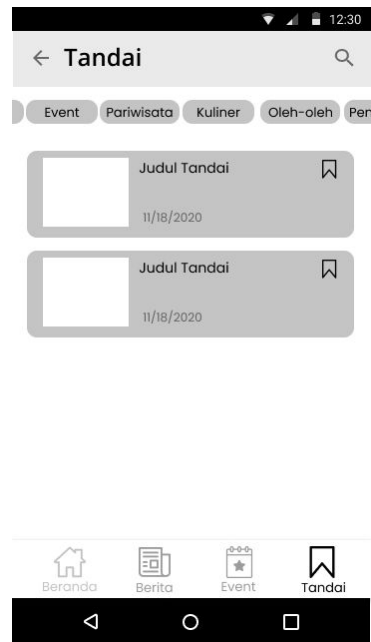 12:30
Tandai
Event Pariwisata Kuliner Oleh-oleh Pen
Judul Tandai
11/18/2020
Judul Tandai
11/18/2020
Beranda Berita Event Tandai